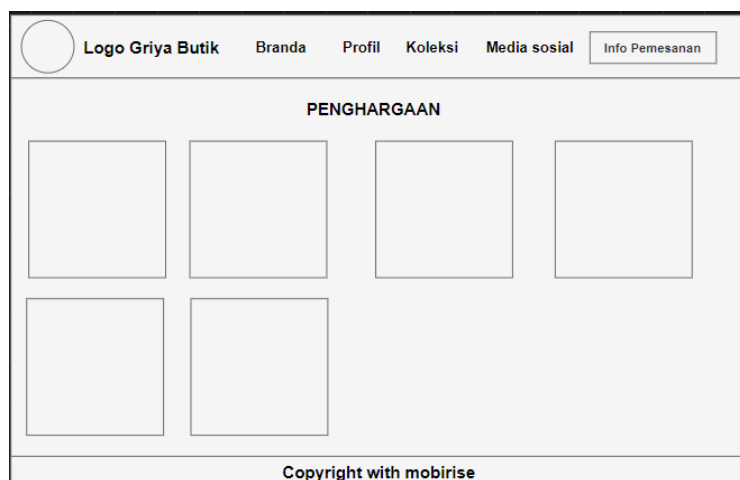 Logo Griya Butik Branda Profil Koleksi Media sosial Info Pemesanan
PENGHARGAAN
Copyright with mobirise